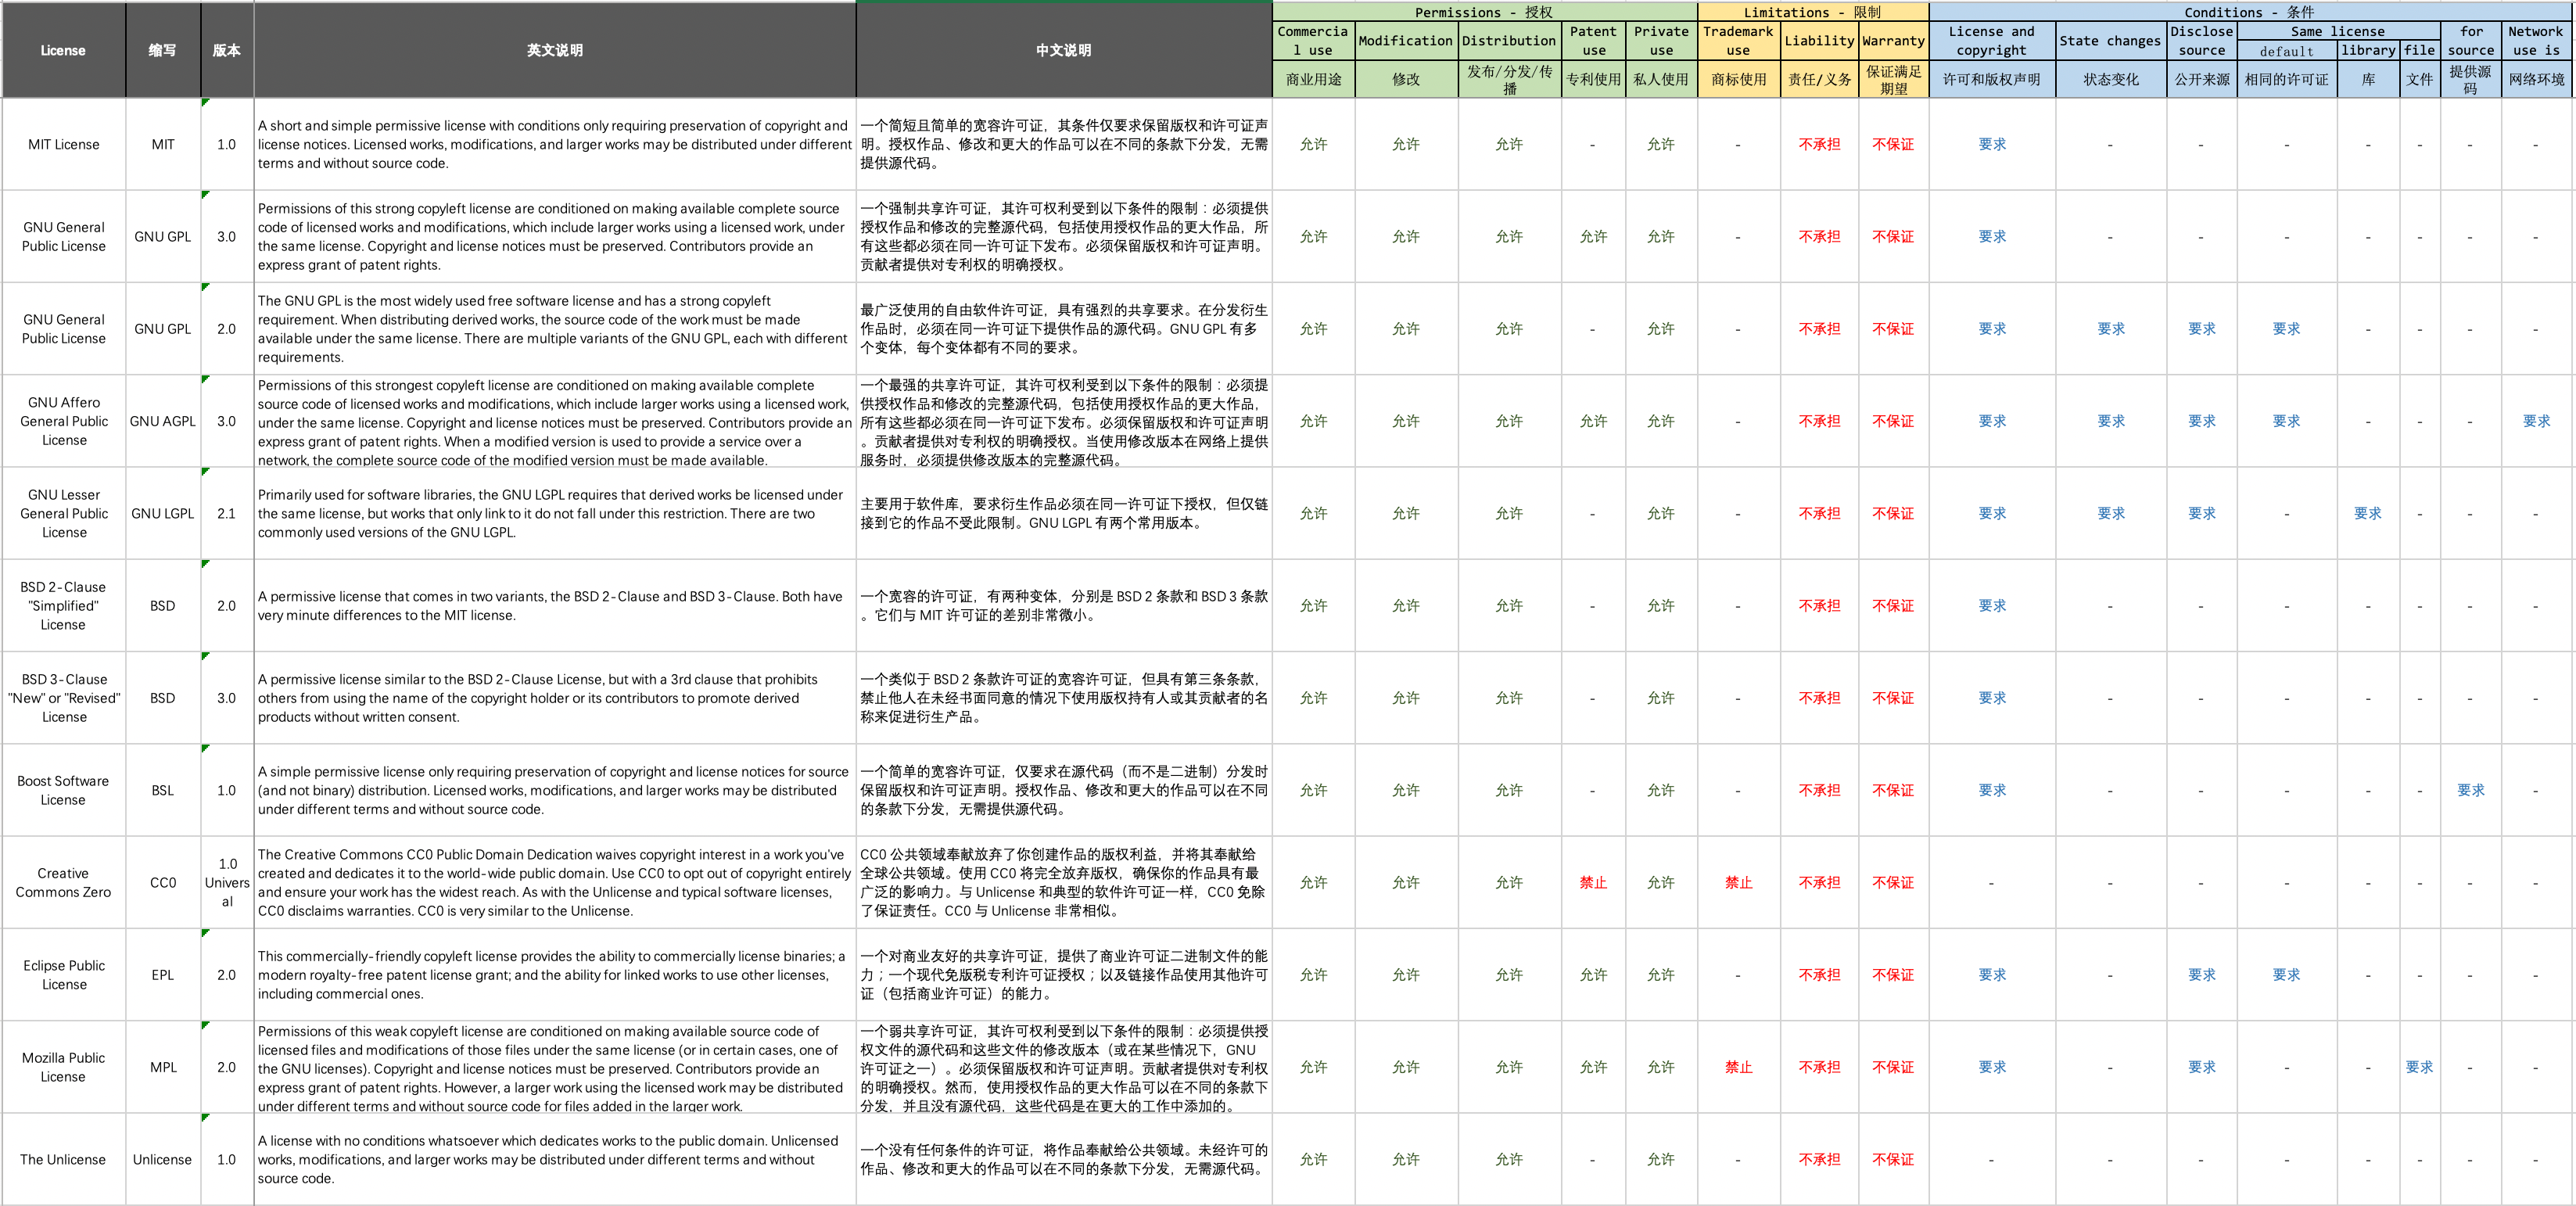 License
缩写
版本
英文说明
中文说明
Permissions - 授权
Limitations - 限制
Conditions - 条件
Commercia
l use
Modification
Distribution
Patent
use
Private
use
Trademark
use
Liability
Warranty
License and
copyright
State changes
Disclose
source
Same license
default
library
file
for
source
Network
use is
商业用途
修改
发布/分发/传
播
专利使用
私人使用
商标使用
责任/义务
保证满足
期望
许可和版权声明
状态变化
公开来源
相同的许可证
库
文件
提供源
码
网络环境
MIT License
MIT
1.0
A short and simple permissive license with conditions only requiring preservation of copyright and
license notices. Licensed works, modifications, and larger works may be distributed under different
terms and without source code.
一个简短且简单的宽容许可证，其条件仅要求保留版权和许可证声
明。授权作品、修改和更大的作品可以在不同的条款下分发，无需
提供源代码。
允许 允许 允许 - 允许 - 不承担 不保证 要求 - - - - - - -
GNU General
Public License
GNU GPL
3.0
Permissions of this strong copyleft license are conditioned on making available complete source
code of licensed works and modifications, which include larger works using a licensed work, under
the same license. Copyright and license notices must be preserved. Contributors provide an
express grant of patent rights.
一个强制共享许可证，其许可权利受到以下条件的限制：必须提供
授权作品和修改的完整源代码，包括使用授权作品的更大作品，所
有这些都必须在同一许可证下发布。必须保留版权和许可证声明。
贡献者提供对专利权的明确授权。
允许 允许 允许 允许 允许 - 不承担 不保证 要求 - - - - - - -
GNU General
Public License
GNU GPL
2.0
The GNU GPL is the most widely used free software license and has a strong copyleft
requirement. When distributing derived works, the source code of the work must be made
available under the same license. There are multiple variants of the GNU GPL, each with different
requirements.
最广泛使用的自由软件许可证，具有强烈的共享要求。在分发衍生
作品时，必须在同一许可证下提供作品的源代码。GNU GPL 有多
个变体，每个变体都有不同的要求。
允许 允许 允许 - 允许 - 不承担 不保证 要求 要求 要求 要求 - - - -
GNU Affero
General Public
License
GNU AGPL
3.0
Permissions of this strongest copyleft license are conditioned on making available complete
source code of licensed works and modifications, which include larger works using a licensed work,
under the same license. Copyright and license notices must be preserved. Contributors provide an
express grant of patent rights. When a modified version is used to provide a service over a
network, the complete source code of the modified version must be made available.
一个最强的共享许可证，其许可权利受到以下条件的限制：必须提
供授权作品和修改的完整源代码，包括使用授权作品的更大作品，
所有这些都必须在同一许可证下发布。必须保留版权和许可证声明
。贡献者提供对专利权的明确授权。当使用修改版本在网络上提供
服务时，必须提供修改版本的完整源代码。
允许 允许 允许 允许 允许 - 不承担 不保证 要求 要求 要求 要求 - - - 要求
GNU Lesser
General Public
License
GNU LGPL
2.1
Primarily used for software libraries, the GNU LGPL requires that derived works be licensed under
the same license, but works that only link to it do not fall under this restriction. There are two
commonly used versions of the GNU LGPL.
主要用于软件库，要求衍生作品必须在同一许可证下授权，但仅链
接到它的作品不受此限制。GNU LGPL 有两个常用版本。
允许 允许 允许 - 允许 - 不承担 不保证 要求 要求 要求 - 要求 - - -
BSD 2-Clause
"Simplified"
License
BSD
2.0
A permissive license that comes in two variants, the BSD 2-Clause and BSD 3-Clause. Both have
very minute differences to the MIT license.
一个宽容的许可证，有两种变体，分别是 BSD 2 条款和 BSD 3 条款
。它们与 MIT 许可证的差别非常微小。
允许 允许 允许 - 允许 - 不承担 不保证 要求 - - - - - - -
BSD 3-Clause
"New" or "Revised"
License
BSD
3.0
A permissive license similar to the BSD 2-Clause License, but with a 3rd clause that prohibits
others from using the name of the copyright holder or its contributors to promote derived
products without written consent.
一个类似于 BSD 2 条款许可证的宽容许可证，但具有第三条条款，
禁止他人在未经书面同意的情况下使用版权持有人或其贡献者的名
称来促进衍生产品。
允许 允许 允许 - 允许 - 不承担 不保证 要求 - - - - - - -
Boost Software
License
BSL
1.0
A simple permissive license only requiring preservation of copyright and license notices for source
(and not binary) distribution. Licensed works, modifications, and larger works may be distributed
under different terms and without source code.
一个简单的宽容许可证，仅要求在源代码（而不是二进制）分发时
保留版权和许可证声明。授权作品、修改和更大的作品可以在不同
的条款下分发，无需提供源代码。
允许 允许 允许 - 允许 - 不承担 不保证 要求 - - - - - 要求 -
Creative
Commons Zero
CC0
1.0
Univers
al
The Creative Commons CC0 Public Domain Dedication waives copyright interest in a work you've
created and dedicates it to the world-wide public domain. Use CC0 to opt out of copyright entirely
and ensure your work has the widest reach. As with the Unlicense and typical software licenses,
CC0 disclaims warranties. CC0 is very similar to the Unlicense.
CC0 公共领域奉献放弃了你创建作品的版权利益，并将其奉献给
全球公共领域。使用 CC0 将完全放弃版权，确保你的作品具有最
广泛的影响力。与 Unlicense 和典型的软件许可证一样，CC0 免除
了保证责任。CC0 与 Unlicense 非常相似。
允许 允许 允许 禁止 允许 禁止 不承担 不保证 - - - - - - - -
Eclipse Public
License
EPL
2.0
This commercially-friendly copyleft license provides the ability to commercially license binaries; a
modern royalty-free patent license grant; and the ability for linked works to use other licenses,
including commercial ones.
一个对商业友好的共享许可证，提供了商业许可证二进制文件的能
力；一个现代免版税专利许可证授权；以及链接作品使用其他许可
证（包括商业许可证）的能力。
允许 允许 允许 允许 允许 - 不承担 不保证 要求 - 要求 要求 - - - -
Mozilla Public
License
MPL
2.0
Permissions of this weak copyleft license are conditioned on making available source code of
licensed files and modifications of those files under the same license (or in certain cases, one of
the GNU licenses). Copyright and license notices must be preserved. Contributors provide an
express grant of patent rights. However, a larger work using the licensed work may be distributed
under different terms and without source code for files added in the larger work.
一个弱共享许可证，其许可权利受到以下条件的限制：必须提供授
权文件的源代码和这些文件的修改版本（或在某些情况下，GNU
许可证之一）。必须保留版权和许可证声明。贡献者提供对专利权
的明确授权。然而，使用授权作品的更大作品可以在不同的条款下
分发，并且没有源代码，这些代码是在更大的工作中添加的。
允许 允许 允许 允许 允许 禁止 不承担 不保证 要求 - 要求 - - 要求 - -
The Unlicense
Unlicense
1.0
A license with no conditions whatsoever which dedicates works to the public domain. Unlicensed
works, modifications, and larger works may be distributed under different terms and without
source code.
一个没有任何条件的许可证，将作品奉献给公共领域。未经许可的
作品、修改和更大的作品可以在不同的条款下分发，无需源代码。
允许 允许 允许 - 允许 - 不承担 不保证 - - - - - - - -